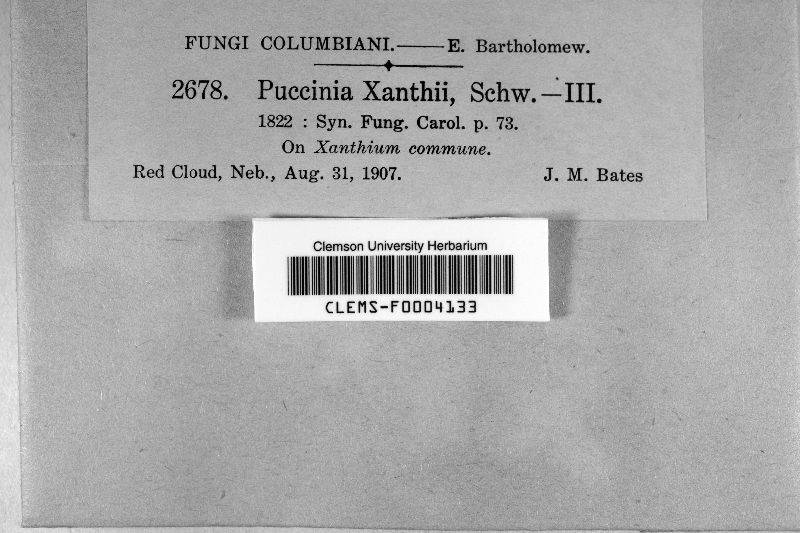 FUNGI COLUMBIANI.—E. Bartholomew.
2678. Puccinia Xanthii, Schw.—III.
1822 : Syn. Fung. Carol. p. 73.
On Xanthium commune.
Red Cloud, Neb., Aug. 31, 1907. J. M. Bates
Clemson University Herbarium
CLEMS-F0004133